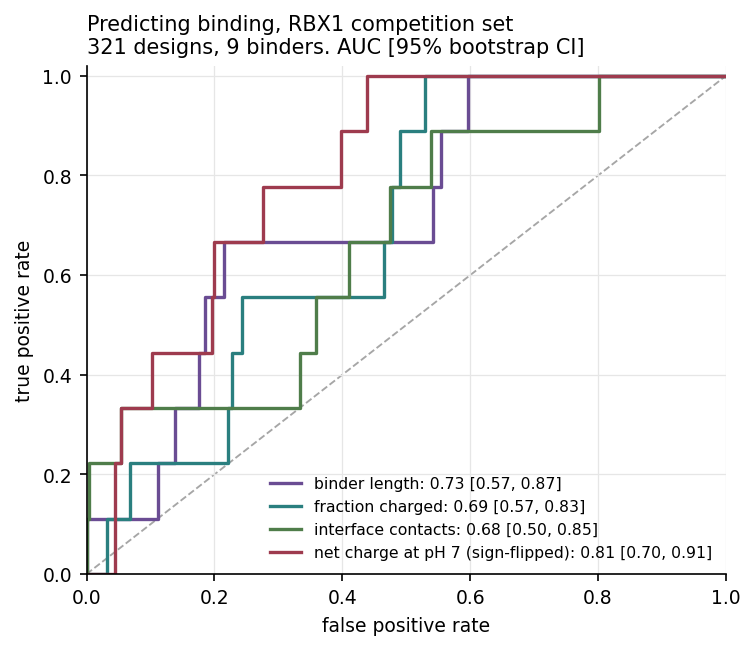 Predicting binding, RBX1 competition set
321 designs, 9 binders. AUC [95% bootstrap CI]
1.0
0.8
0.6
0.4
0.2
0.0
true positive rate
binder length: 0.73 [0.57, 0.87]
fraction charged: 0.69 [0.57, 0.83]
interface contacts: 0.68 [0.50, 0.85]
net charge at pH 7 (sign-flipped): 0.81 [0.70, 0.91]
0.0 0.2 0.4 0.6 0.8 1.0
false positive rate